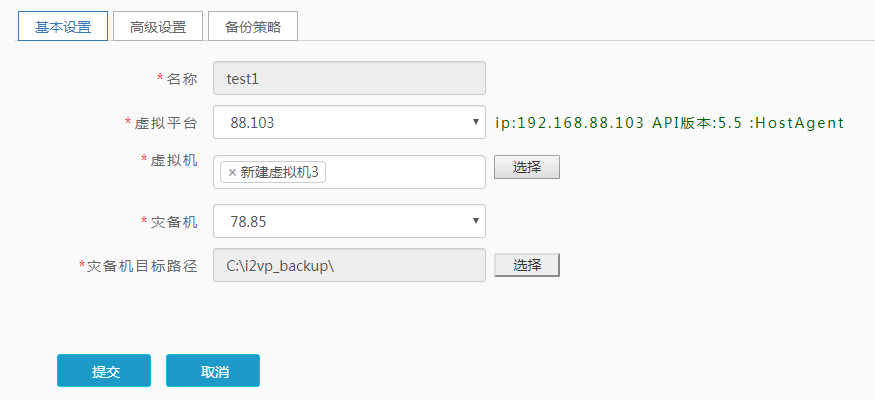 基本设置 高级设置 备份策略
*名称 test1
*虚拟平台 88.103 ip:192.168.88.103 API版本:5.5 :HostAgent
*虚拟机 ×新建虚拟机3 选择
*灾备机 78.85
*灾备机目标路径 C:\i2vp_backup\ 选择
提交 取消